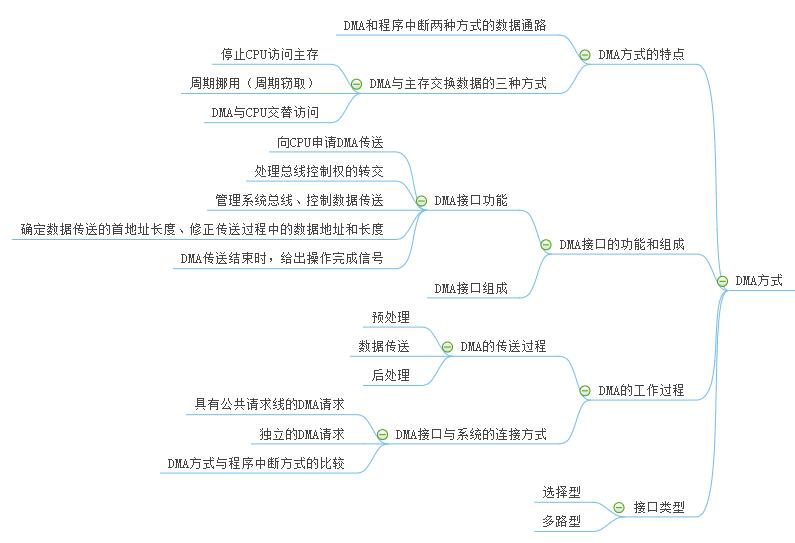 DMA和程序中断两种方式的数据通路
DMA方式的特点
停止CPU访问主存
周期挪用（周期窃取）
DMA与主存交换数据的三种方式
DMA与CPU交替访问
向CPU申请DMA传送
处理总线控制权的转交
管理系统总线、控制数据传送
DMA接口功能
确定数据传送的首地址长度、修正传送过程中的数据地址和长度
DMA接口的功能和组成
DMA传送结束时，给出操作完成信号
DMA接口组成
DMA方式
预处理
数据传送
DMA的传送过程
后处理
DMA的工作过程
具有公共请求线的DMA请求
独立的DMA请求
DMA接口与系统的连接方式
DMA方式与程序中断方式的比较
选择型
接口类型
多路型